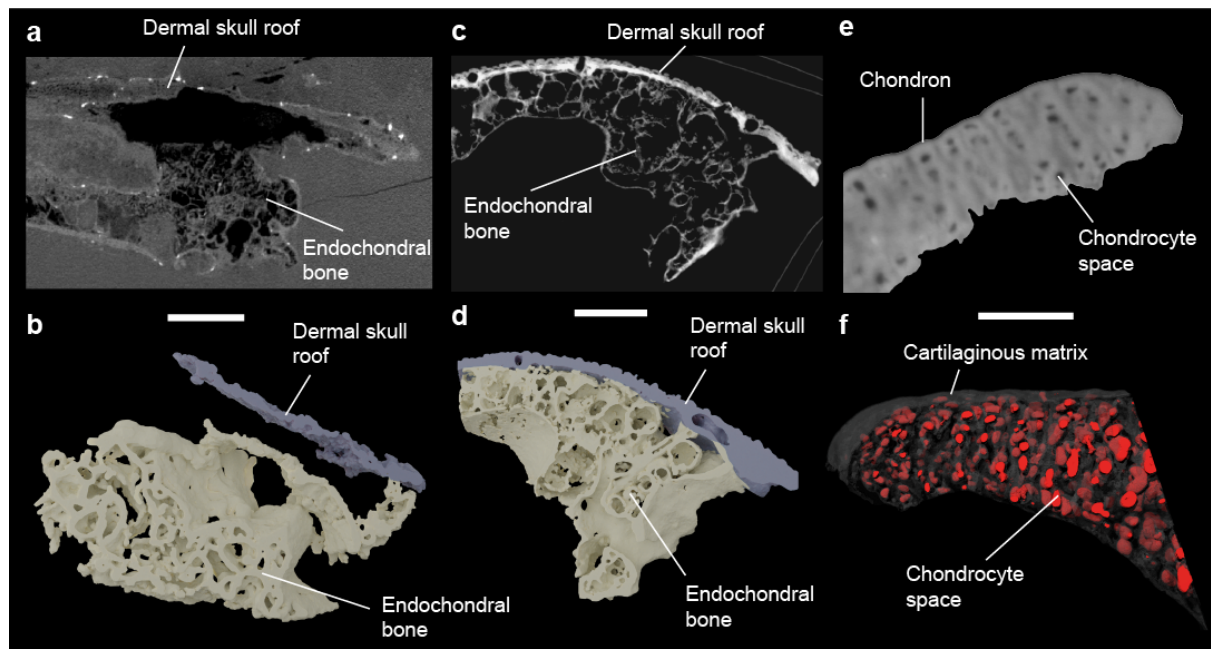 a
Dermal skull roof
Endochondral
bone
b
Dermal skull
roof
Endochondral
bone
c
Dermal skull roof
Endochondral
bone
d
Dermal skull
roof
Endochondral
bone
e
Chondron
Chondrocyte
space
f
Cartilaginous matrix
Chondrocyte
space